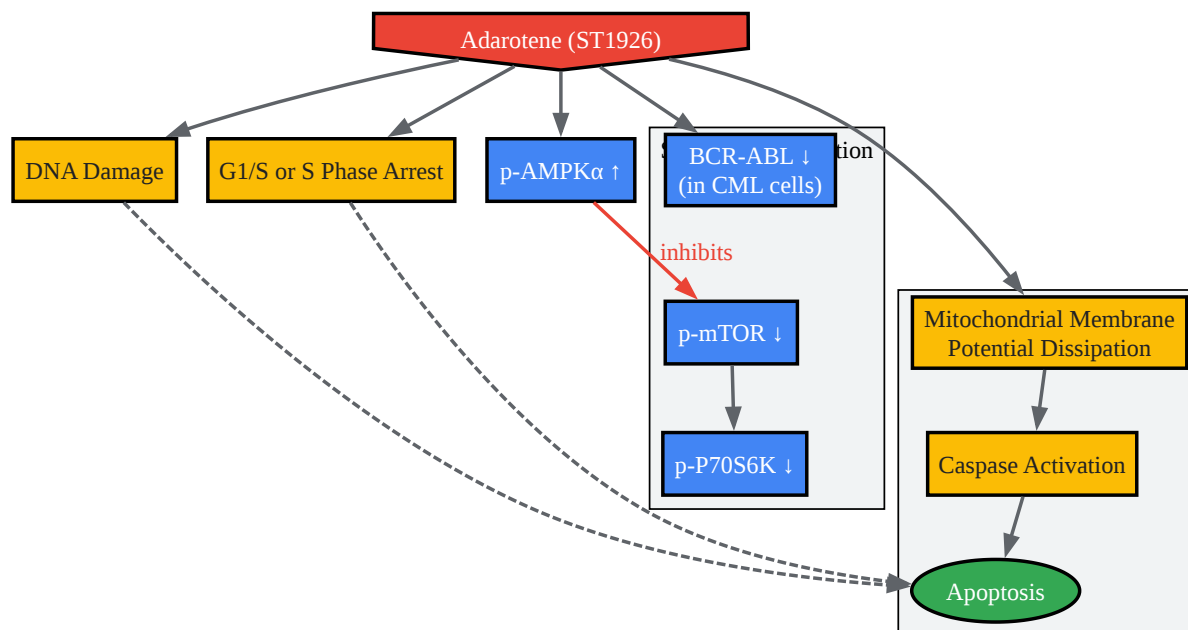 Adarotene (ST1926)
DNA Damage
G1/S or S Phase Arrest
p-AMPKα ↑
BCR-ABL ↓
(in CML cells)
inhibits
p-mTOR ↓
Mitochondrial Membrane
Potential Dissipation
p-P70S6K ↓
Caspase Activation
Apoptosis